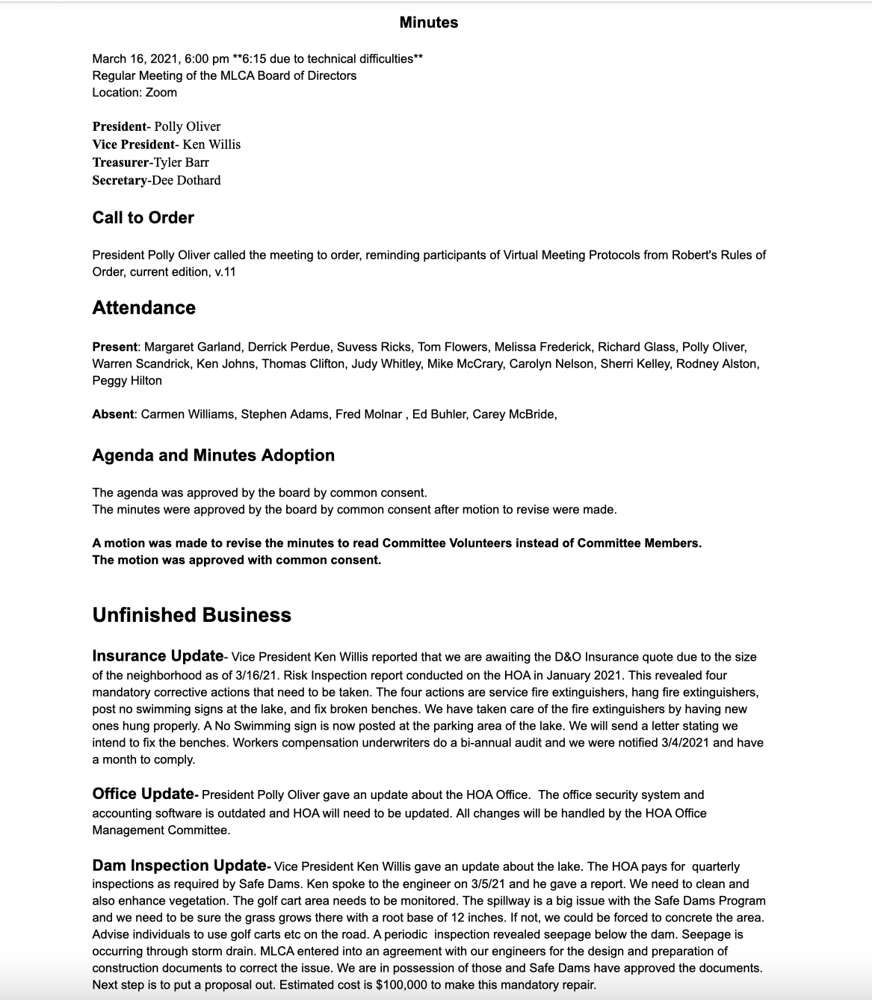 Minutes
March 16, 2021, 6:00 pm **6:15 due to technical difficulties**
Regular Meeting of the MLCA Board of Directors
Location: Zoom
President- Polly Oliver
Vice President- Ken Willis
Treasurer-Tyler Barr
Secretary-Dee Dothard
Call to Order
President Polly Oliver called the meeting to order, reminding participants of Virtual Meeting Protocols from Robert's Rules of
Order, current edition, v.11
Attendance
Present: Margaret Garland, Derrick Perdue, Suvess Ricks, Tom Flowers, Melissa Frederick, Richard Glass, Polly Oliver,
Warren Scandrick, Ken Johns, Thomas Clifton, Judy Whitley, Mike McCrary, Carolyn Nelson, Sherri Kelley, Rodney Alston,
Peggy Hilton
Absent: Carmen Williams, Stephen Adams, Fred Molnar , Ed Buhler, Carey McBride,
Agenda and Minutes Adoption
The agenda was approved by the board by common consent.
The minutes were approved by the board by common consent after motion to revise were made.
A motion was made to revise the minutes to read Committee Volunteers instead of Committee Members.
The motion was approved with common consent.
Unfinished Business
Insurance Update- Vice President Ken Willis reported that we are awaiting the D&O Insurance quote due to the size
of the neighborhood as of 3/16/21. Risk Inspection report conducted on the HOA in January 2021. This revealed four
mandatory corrective actions that need to be taken. The four actions are service fire extinguishers, hang fire extinguishers,
post no swimming signs at the lake, and fix broken benches. We have taken care of the fire extinguishers by having new
ones hung properly. A No Swimming sign is now posted at the parking area of the lake. We will send a letter stating we
intend to fix the benches. Workers compensation underwriters do a bi-annual audit and we were notified 3/4/2021 and have
a month to comply.
Office Update- President Polly Oliver gave an update about the HOA Office.  The office security system and
accounting software is outdated and HOA will need to be updated. All changes will be handled by the HOA Office
Management Committee.
Dam Inspection Update- Vice President Ken Willis gave an update about the lake. The HOA pays for  quarterly
inspections as required by Safe Dams. Ken spoke to the engineer on 3/5/21 and he gave a report. We need to clean and
also enhance vegetation. The golf cart area needs to be monitored. The spillway is a big issue with the Safe Dams Program
and we need to be sure the grass grows there with a root base of 12 inches. If not, we could be forced to concrete the area.
Advise individuals to use golf carts etc on the road. A periodic  inspection revealed seepage below the dam. Seepage is
occurring through storm drain. MLCA entered into an agreement with our engineers for the design and preparation of
construction documents to correct the issue. We are in possession of those and Safe Dams have approved the documents.
Next step is to put a proposal out. Estimated cost is $100,000 to make this mandatory repair.